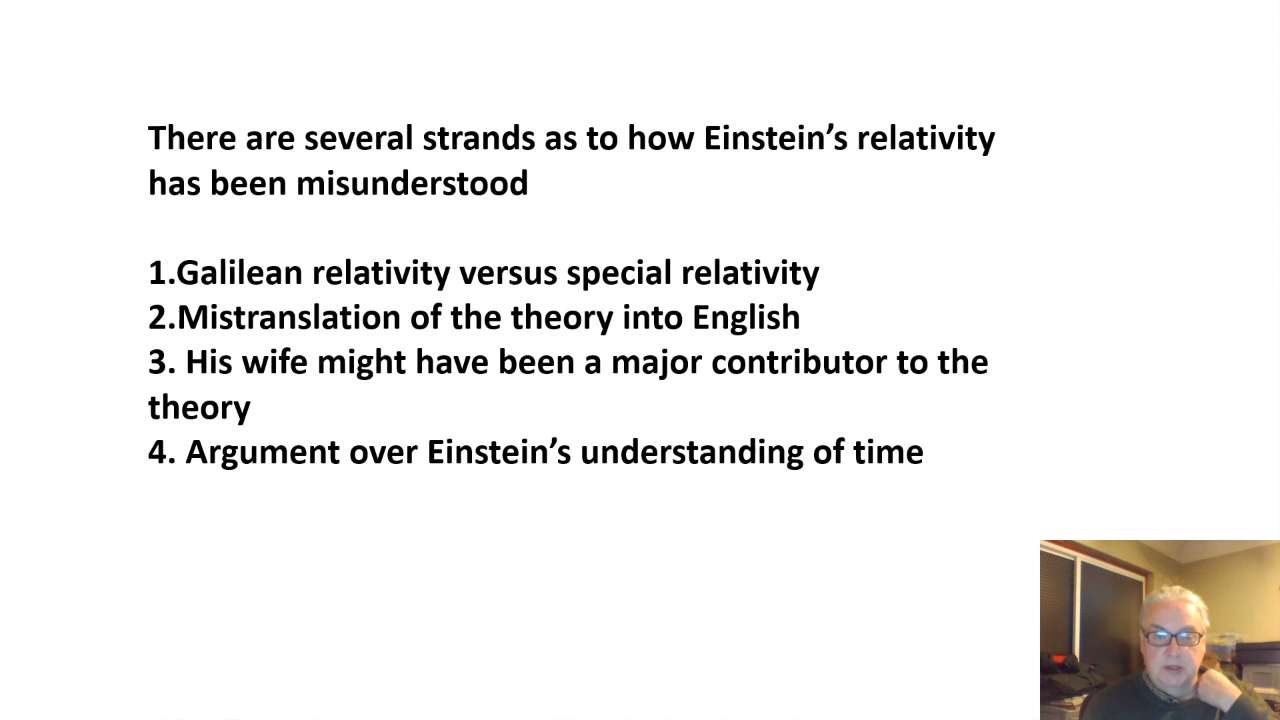 There are several strands as to how Einstein’s relativity
has been misunderstood
1.Galilean relativity versus special relativity
2.Mistranslation of the theory into English
3. His wife might have been a major contributor to the
theory
4. Argument over Einstein’s understanding of time